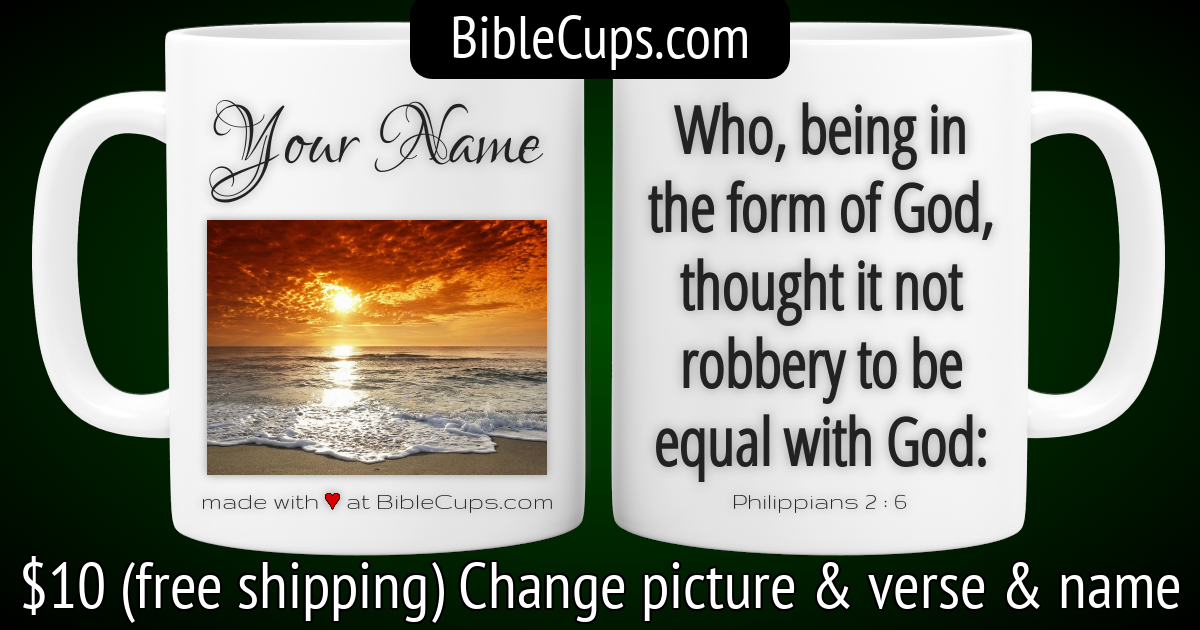 BibleCups.com
Your Name
made with ♥ at BibleCups.com
Who, being in
the form of God,
thought it not
robbery to be
equal with God:
Philippians 2 : 6
$10 (free shipping) Change picture & verse & name